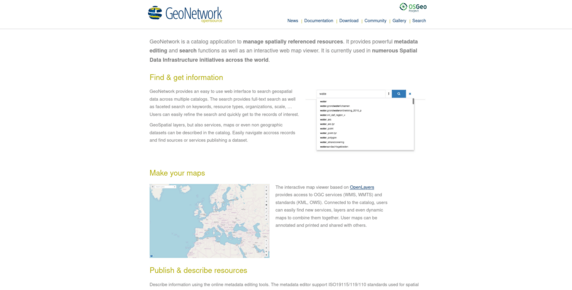 GeoNetwork
opensource
OSGeo
Project
News | Documentation | Download | Community | Gallery | Search
GeoNetwork is a catalog application to manage spatially referenced resources. It provides powerful metadata
editing and search functions as well as an interactive web map viewer. It is currently used in numerous Spatial
Data Infrastructure initiatives across the world.
Find & get information
GeoNetwork provides an easy to use web interface to search geospatial
data across multiple catalogs. The search provides full-text search as well
as faceted search on keywords, resource types, organizations, scale, ...
Users can easily refine the search and quickly get to the records of interest.
GeoSpatial layers, but also services, maps or even non geographic
datasets can be described in the catalog. Easily navigate across records
and find sources or services publishing a dataset.
Make your maps
The interactive map viewer based on OpenLayers
provides access to OGC services (WMS, WMTS) and
standards (KML, OWS). Connected to the catalog, users
can easily find new services, layers and even dynamic
maps to combine them together. User maps can be
annotated and printed and shared with others.
Publish & describe resources
Describe information using the online metadata editing tools. The metadata editor support ISO19115/119/110 standards used for spatial